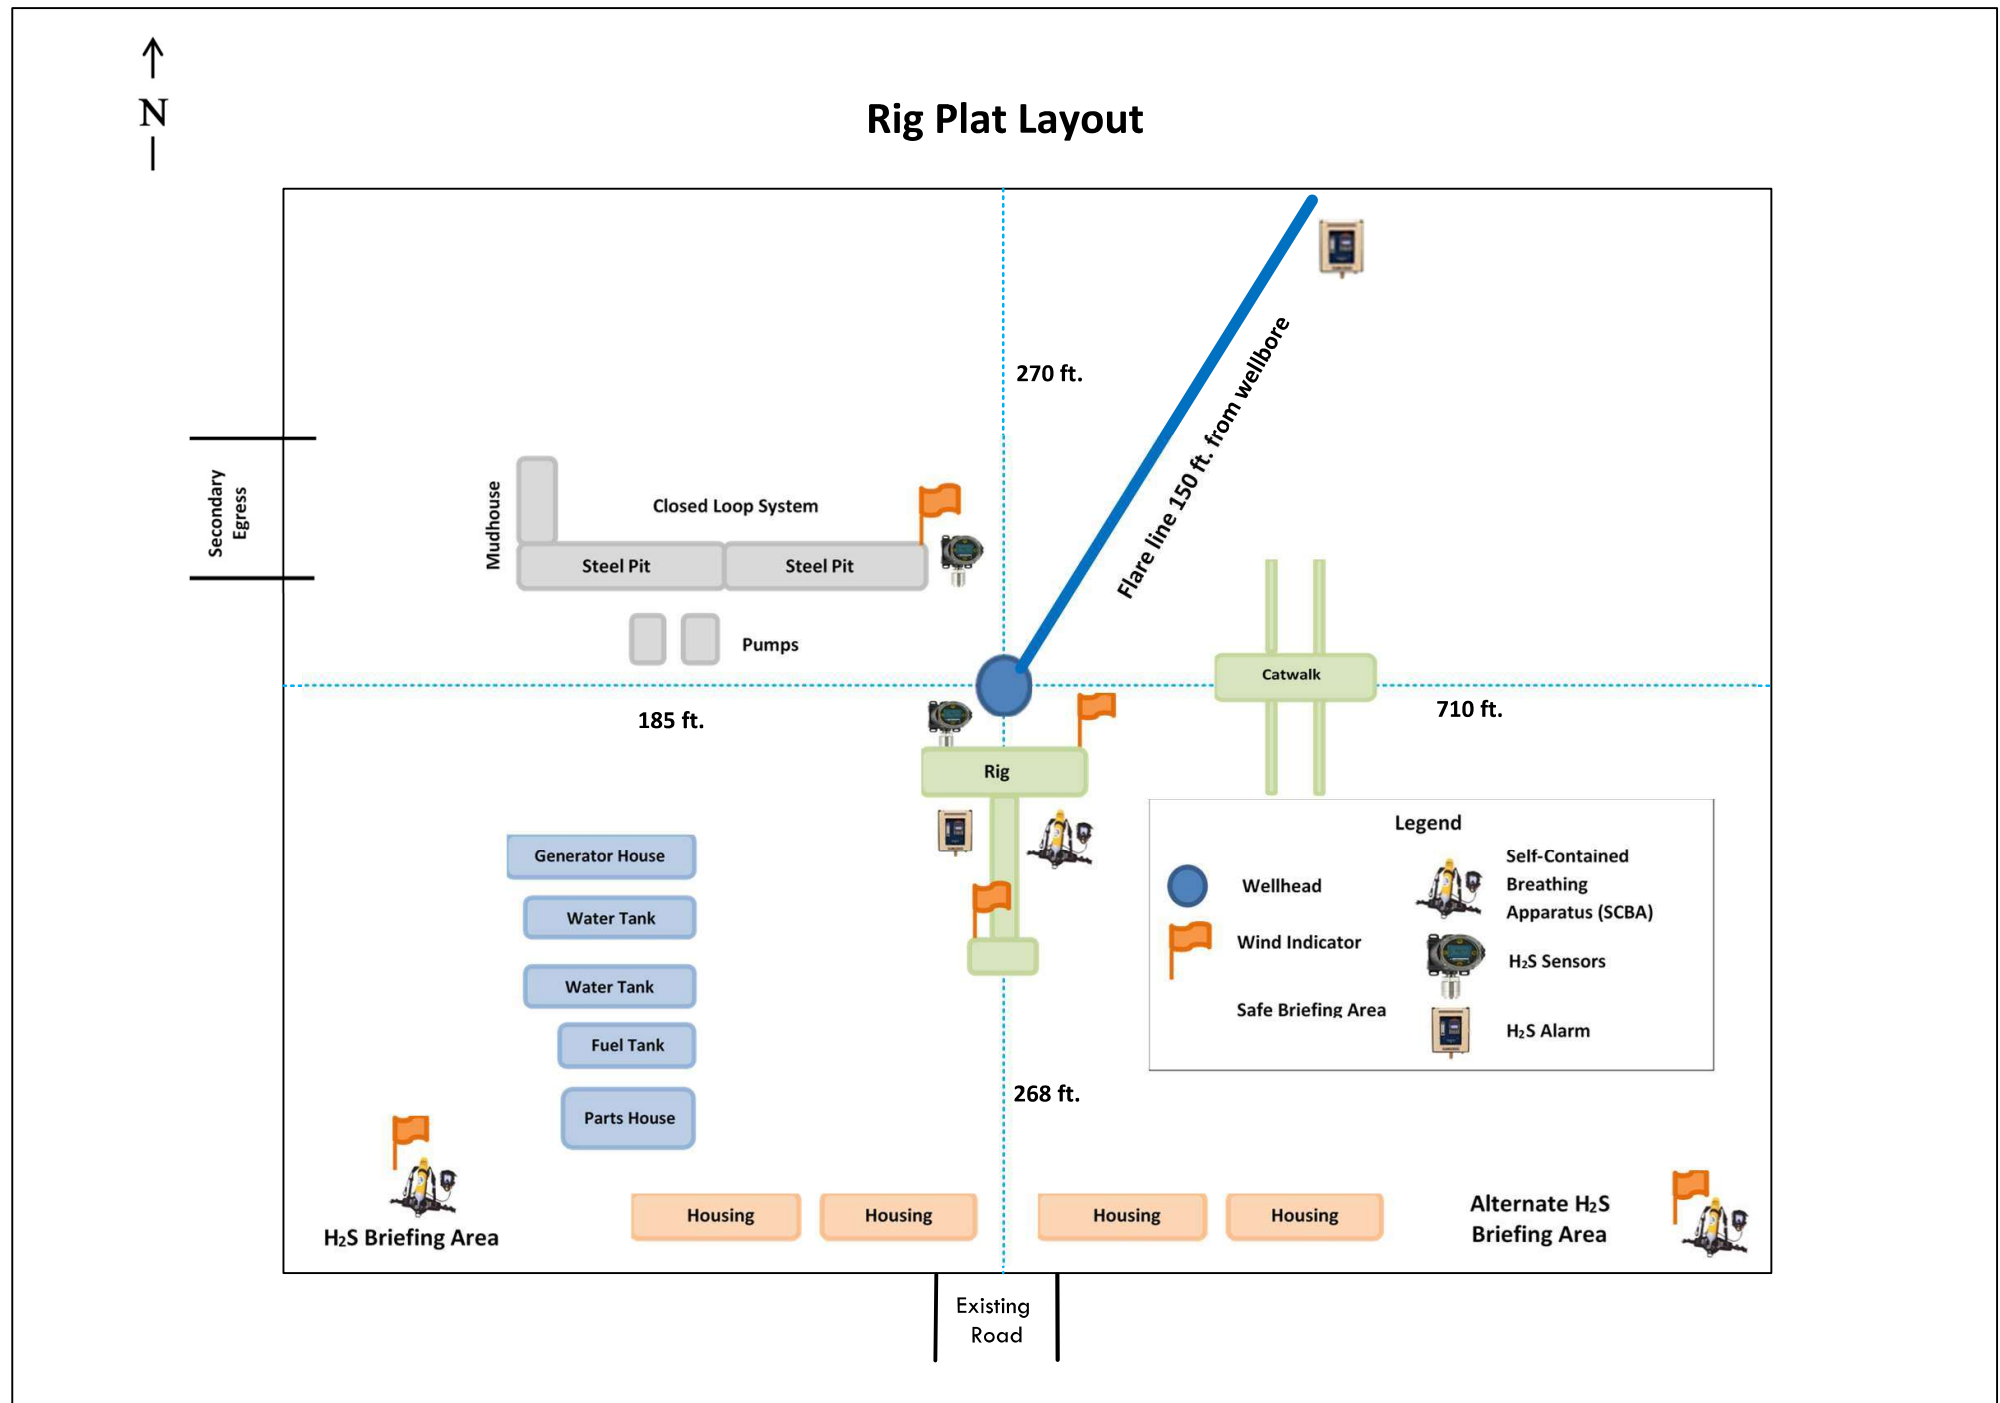 N
Rig Plat Layout
270 ft.
Flare line 150 ft. from wellbore
Secondary
Egress
Mudhouse
Closed Loop System
Steel Pit
Steel Pit
Pumps
Catwalk
185 ft.
710 ft.
Rig
Legend
Wellhead
Wind Indicator
Safe Briefing Area
Self-Contained
Breathing
Apparatus (SCBA)
H₂S Sensors
H₂S Alarm
Generator House
Water Tank
Water Tank
Fuel Tank
Parts House
268 ft.
H₂S Briefing Area
Housing
Housing
Housing
Housing
Alternate H₂S
Briefing Area
Existing
Road